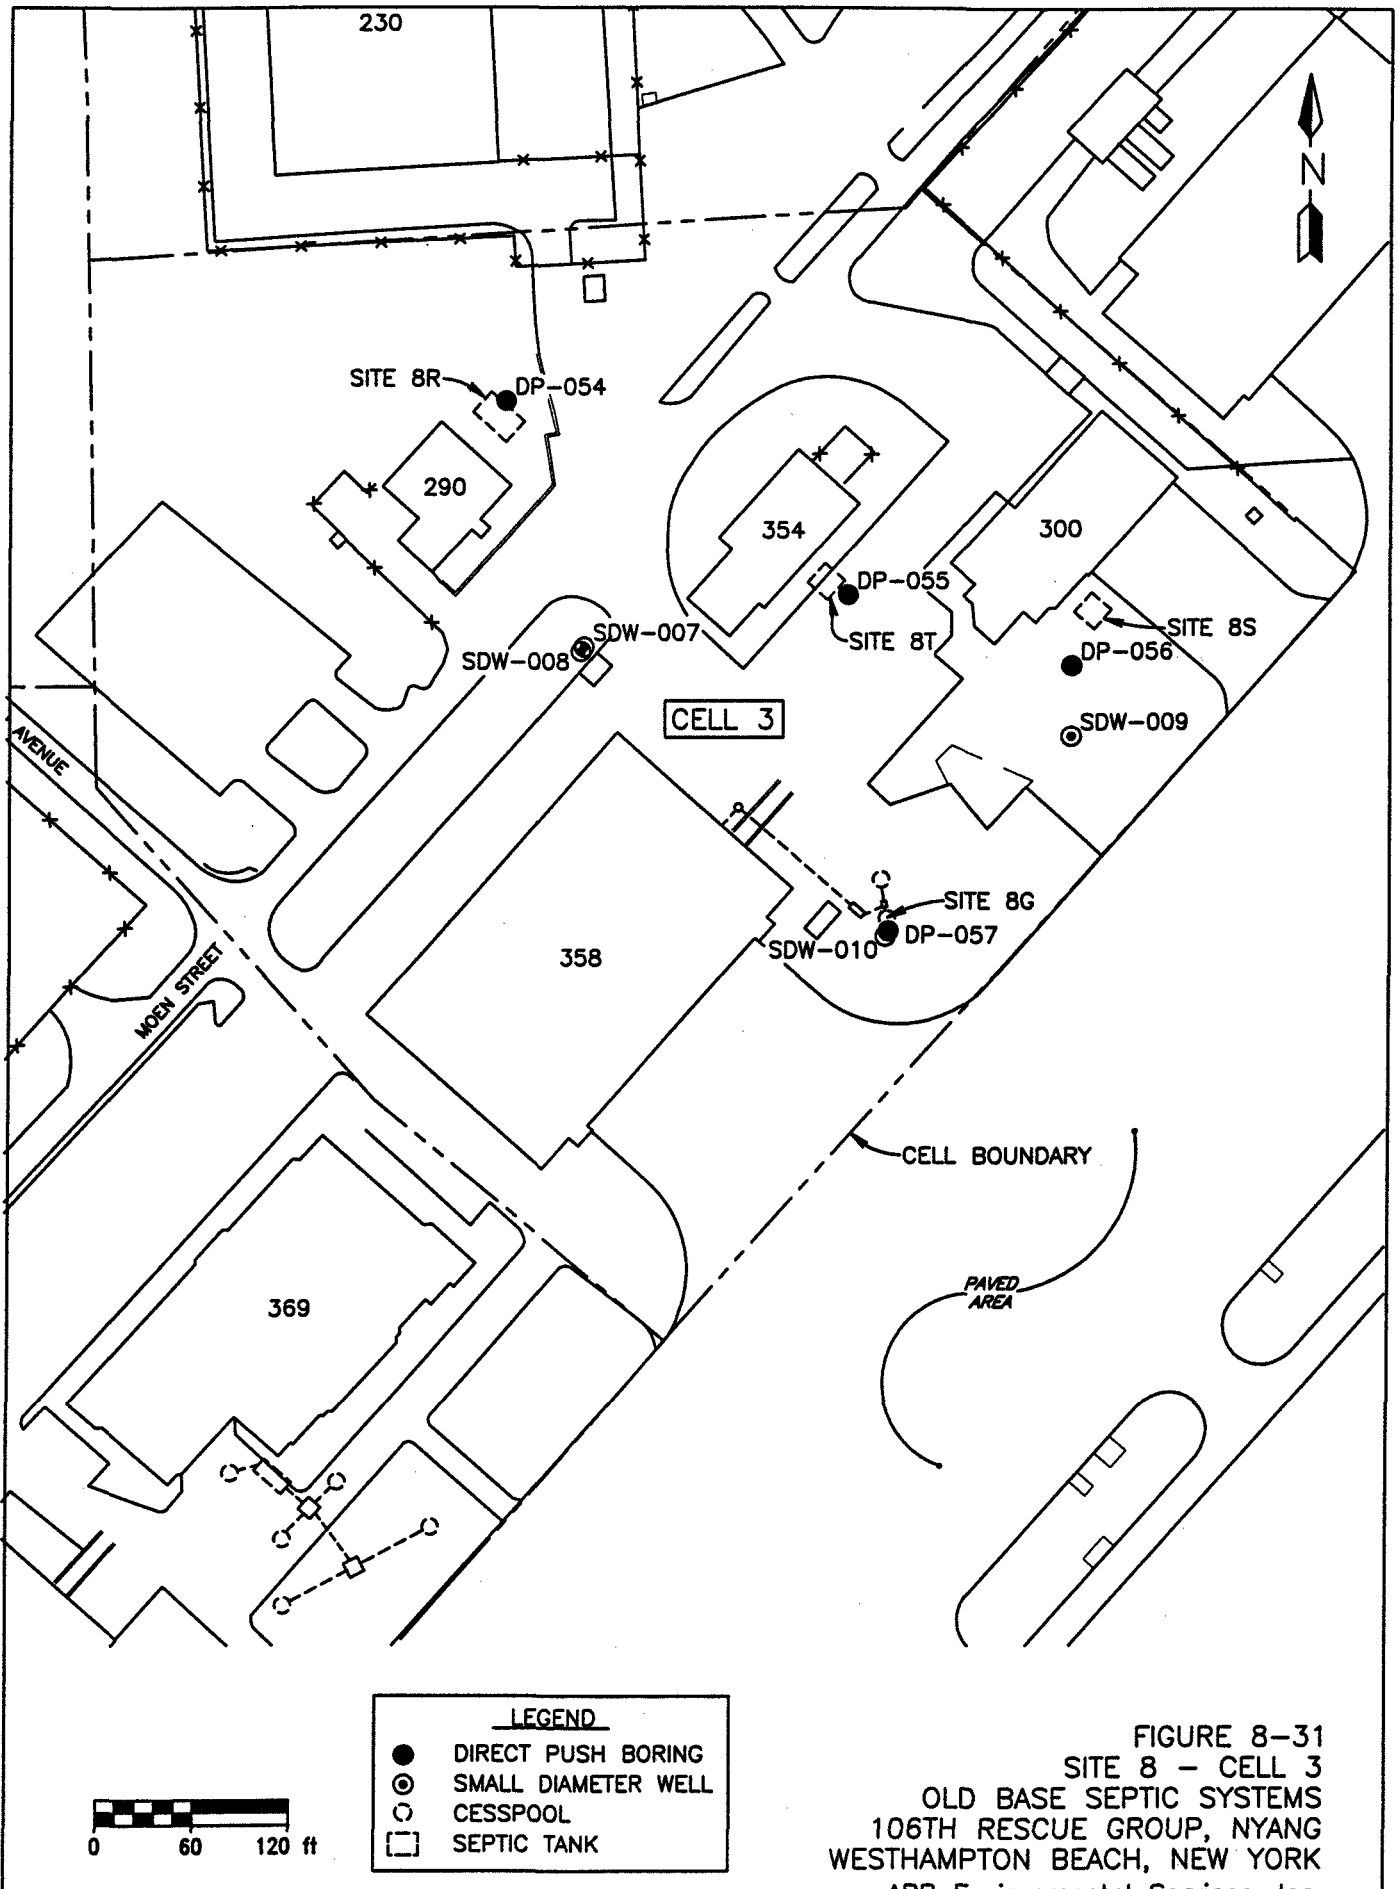 230
N
SITE 8R
DP-054
290
354
300
DP-055
SITE 8T
SITE 8S
DP-056
SDW-007
SDW-008
CELL 3
SDW-009
AVENUE
SITE 8G
DP-057
SDW-010
358
MOEN STREET
CELL BOUNDARY
PAVED
AREA
369
LEGEND
DIRECT PUSH BORING
SMALL DIAMETER WELL
CESSPOOL
SEPTIC TANK
0 60 120 ft
FIGURE 8-31
SITE 8 - CELL 3
OLD BASE SEPTIC SYSTEMS
106TH RESCUE GROUP, NYANG
WESTHAMPTON BEACH, NEW YORK